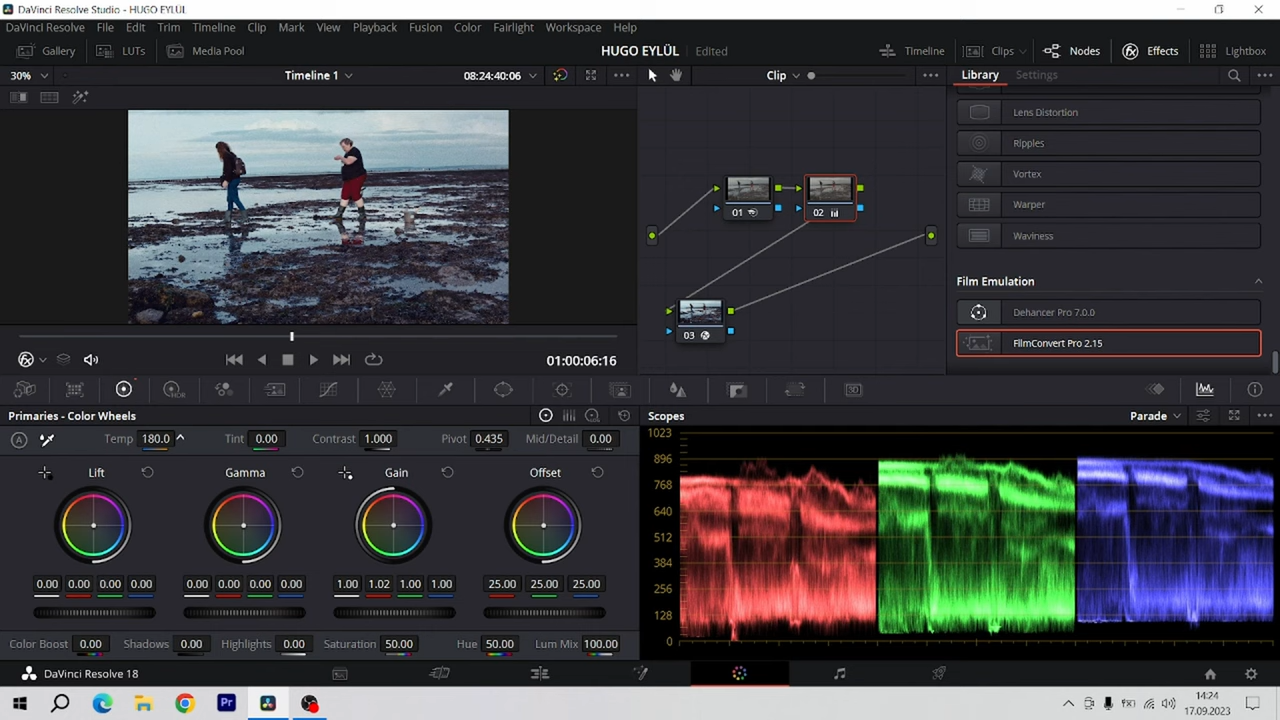 DaVinci Resolve Studio - HUGO EYLÜL
DaVinci Resolve File Edit Trim Timeline Clip Mark View Playback Fusion Color Fairlight Workspace Help
Gallery LUTs Media Pool HUGO EYLÜL Edited Timeline Clips Nodes Effects Lightbox
30% Timeline 1 08:24:40:06 Clip Library Settings
Lens Distortion
Ripples
Vortex
Warper
Waviness
01 02
03
Film Emulation
Dehancer Pro 7.0.0
FilmConvert Pro 2.15
01:00:06:16
HDR
3D
Primaries - Color Wheels
Temp 180.0 Tint 0.00 Contrast 1.000 Pivot 0.435 Mid/Detail 0.00
Lift Gamma Gain Offset
0.00 0.00 0.00 0.00 0.00 0.00 0.00 0.00 1.00 1.02 1.00 1.00 25.00 25.00 25.00
Color Boost 0.00 Shadows 0.00 Highlights 0.00 Saturation 50.00 Hue 50.00 Lum Mix 100.00
Scopes Parade
1023
896
768
640
512
384
256
128
0
DaVinci Resolve 18
Pr
14:24
17.09.2023